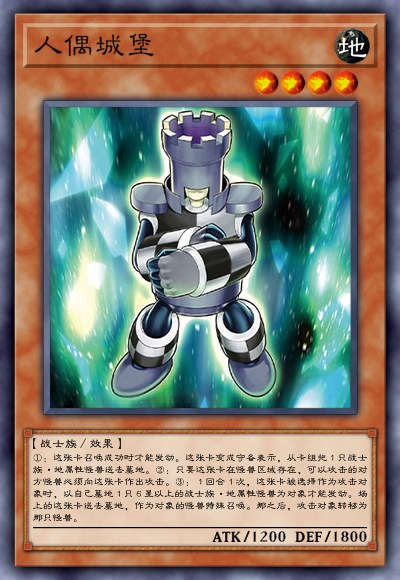 人偶城堡
地
【战士族／效果】
①：这张卡召唤成功时才能发动。这张卡变成守备表示，从卡组把1只战士
族·地属性怪兽送去墓地。②：只要这张卡在怪兽区域存在，可以攻击的对
方怪兽必须向这张卡作出攻击。③：1回合1次，这张卡被选择作为攻击对
象时，以自己墓地1只6星以上的战士族·地属性怪兽为对象才能发动。场
上的这张卡送去墓地，作为对象的怪兽特殊召唤。那之后，攻击对象转移为
那只怪兽。
ATK/1200 DEF/1800